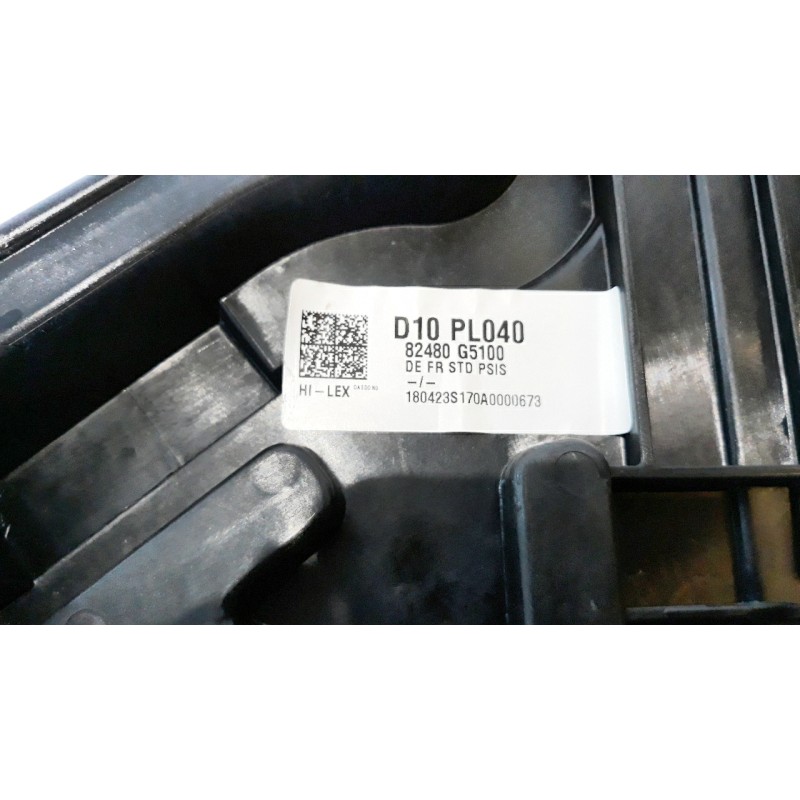 D10 PL040
82480 G5100
DE FR STD PSIS
-/-
180423S170A0000673
HI-LEX